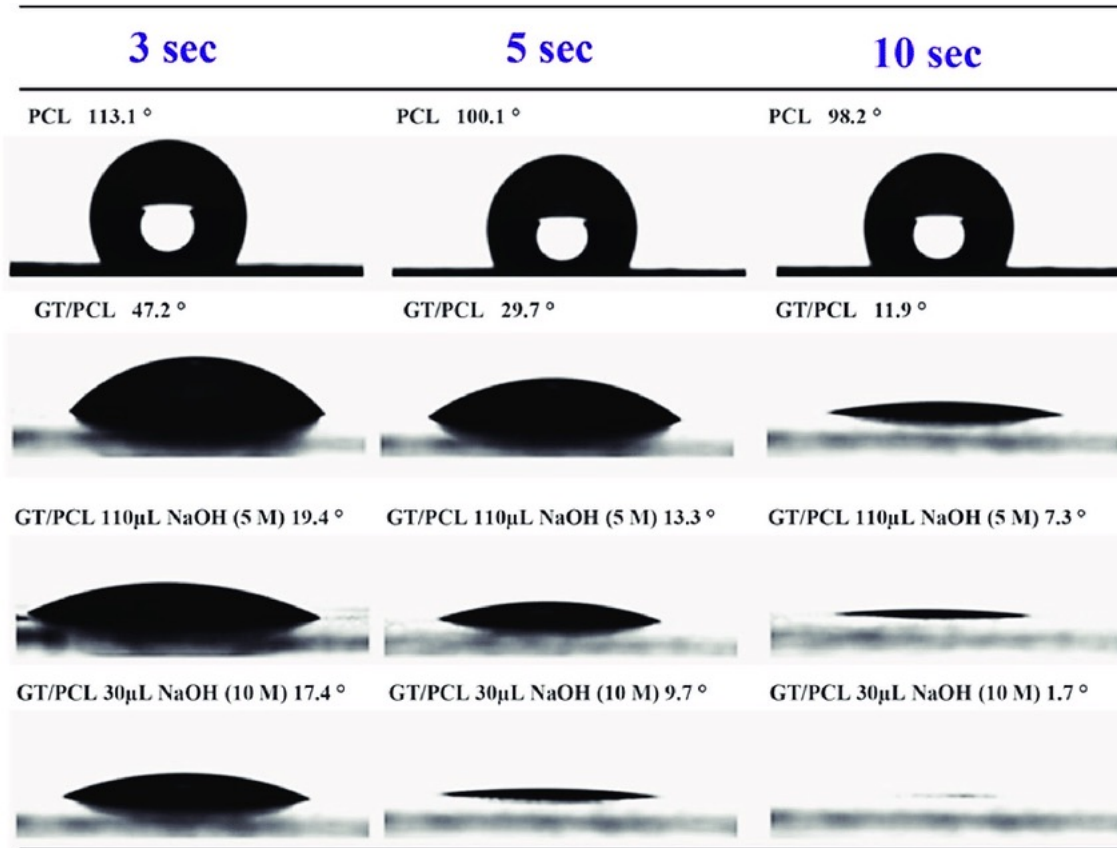 3 sec 5 sec 10 sec
PCL 113.1 ° PCL 100.1 ° PCL 98.2 °
GT/PCL 47.2 ° GT/PCL 29.7 ° GT/PCL 11.9 °
GT/PCL 110µL NaOH (5 M) 19.4 ° GT/PCL 110µL NaOH (5 M) 13.3 ° GT/PCL 110µL NaOH (5 M) 7.3 °
GT/PCL 30µL NaOH (10 M) 17.4 ° GT/PCL 30µL NaOH (10 M) 9.7 ° GT/PCL 30µL NaOH (10 M) 1.7 °